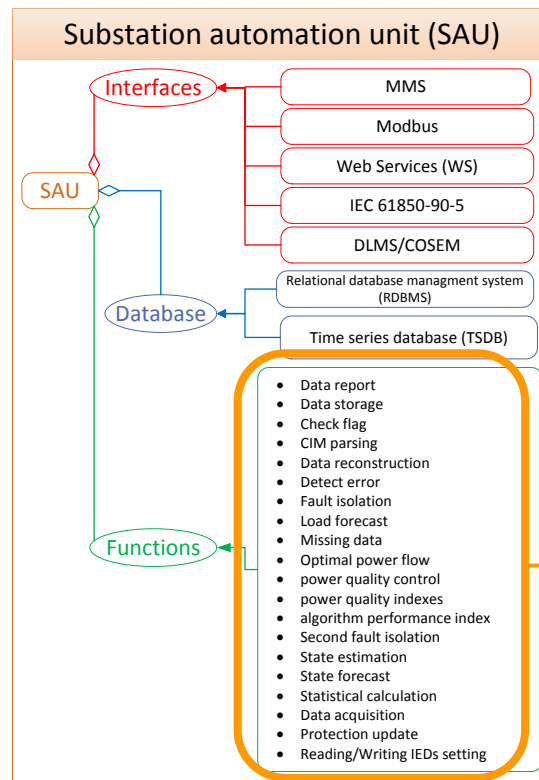 Substation automation unit (SAU)
Interfaces
MMS
Modbus
Web Services (WS)
SAU
IEC 61850-90-5
DLMS/COSEM
Relational database managment system
(RDBMS)
Database
Time series database (TSDB)
• Data report
• Data storage
• Check flag
• CIM parsing
• Data reconstruction
• Detect error
• Fault isolation
• Load forecast
• Missing data
Functions
• Optimal power flow
• power quality control
• power quality indexes
• algorithm performance index
• Second fault isolation
• State estimation
• State forecast
• Statistical calculation
• Data acquisition
• Protection update
• Reading/Writing IEDs setting